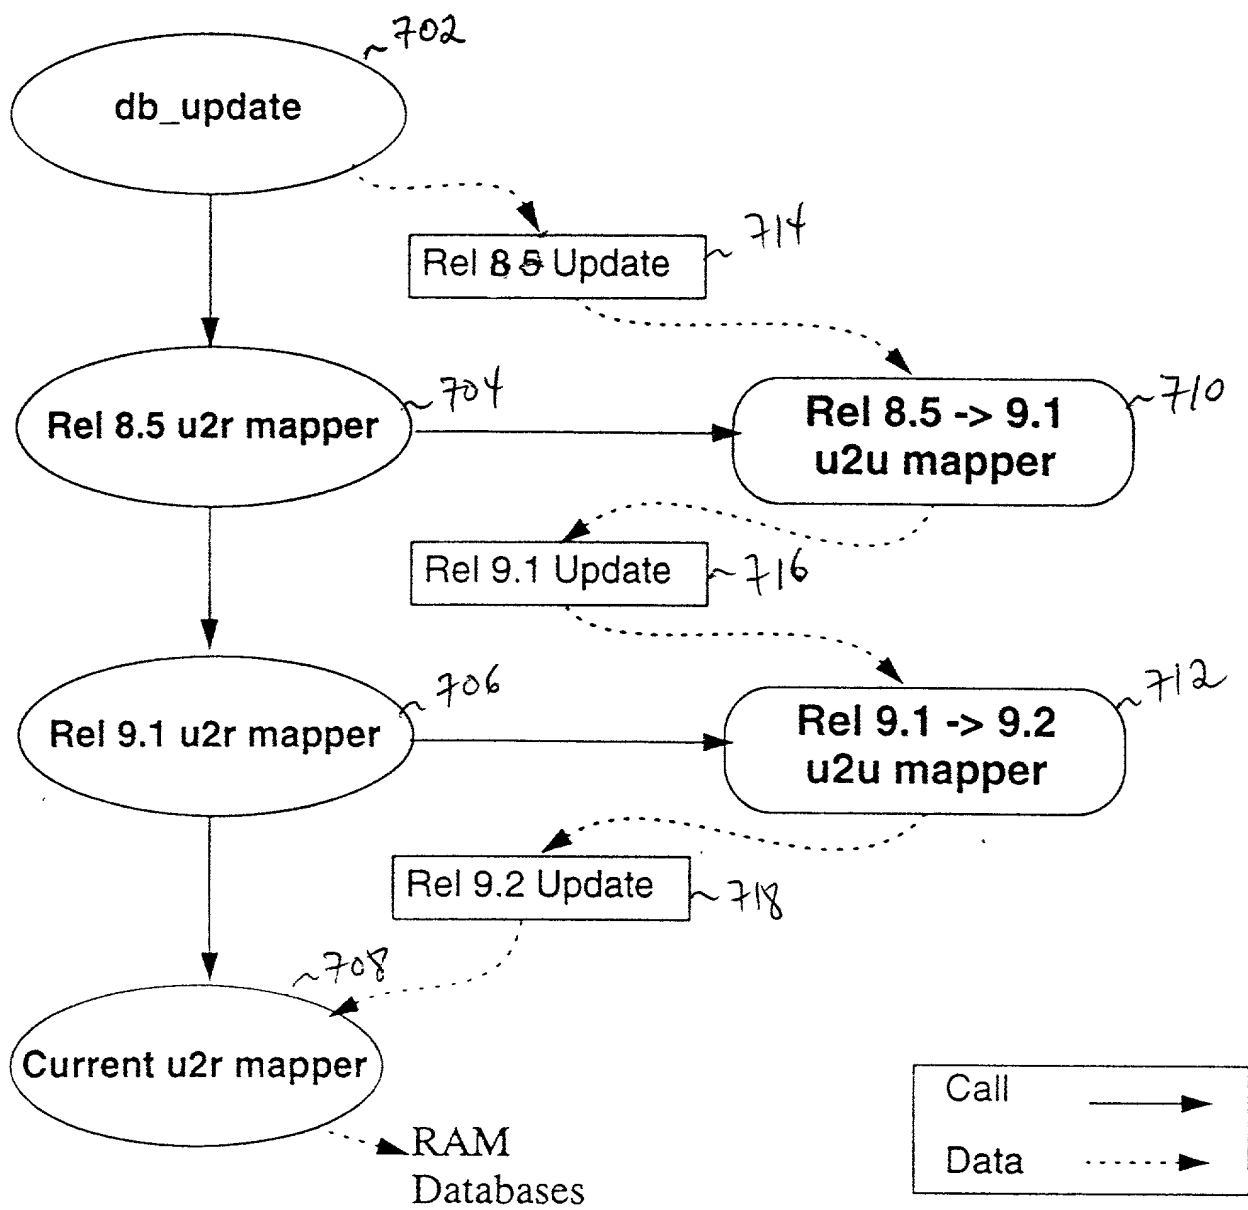 702
db_update
714
Rel 8 5 Update
704
710
Rel 8.5 u2r mapper
Rel 8.5 -> 9.1
u2u mapper
Rel 9.1 Update
716
706
712
Rel 9.1 u2r mapper
Rel 9.1 -> 9.2
u2u mapper
Rel 9.2 Update
718
708
Current u2r mapper
RAM
Databases
Call
Data